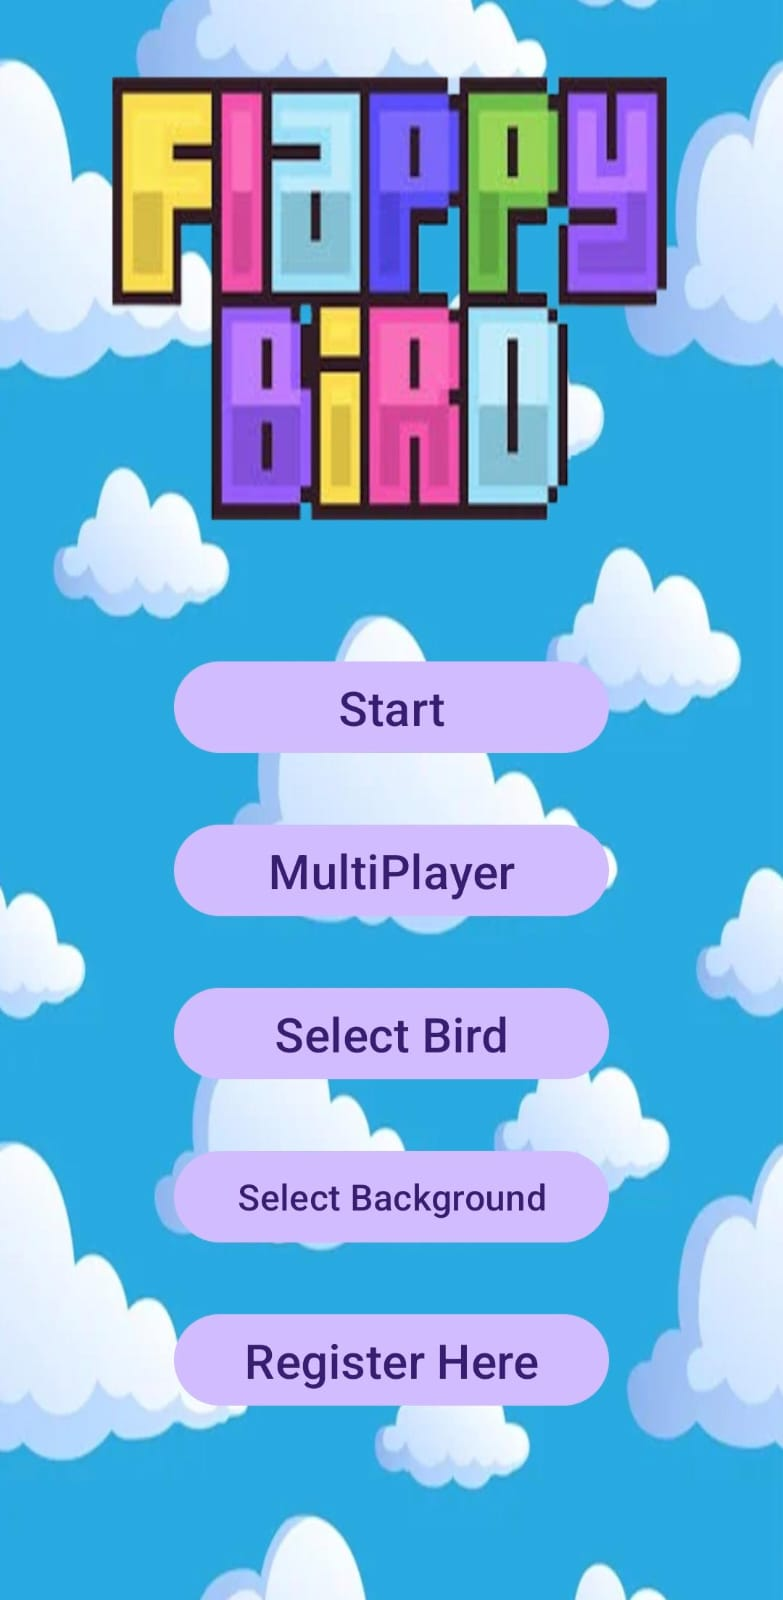 Flappy
BiRD
Start
MultiPlayer
Select Bird
Select Background
Register Here